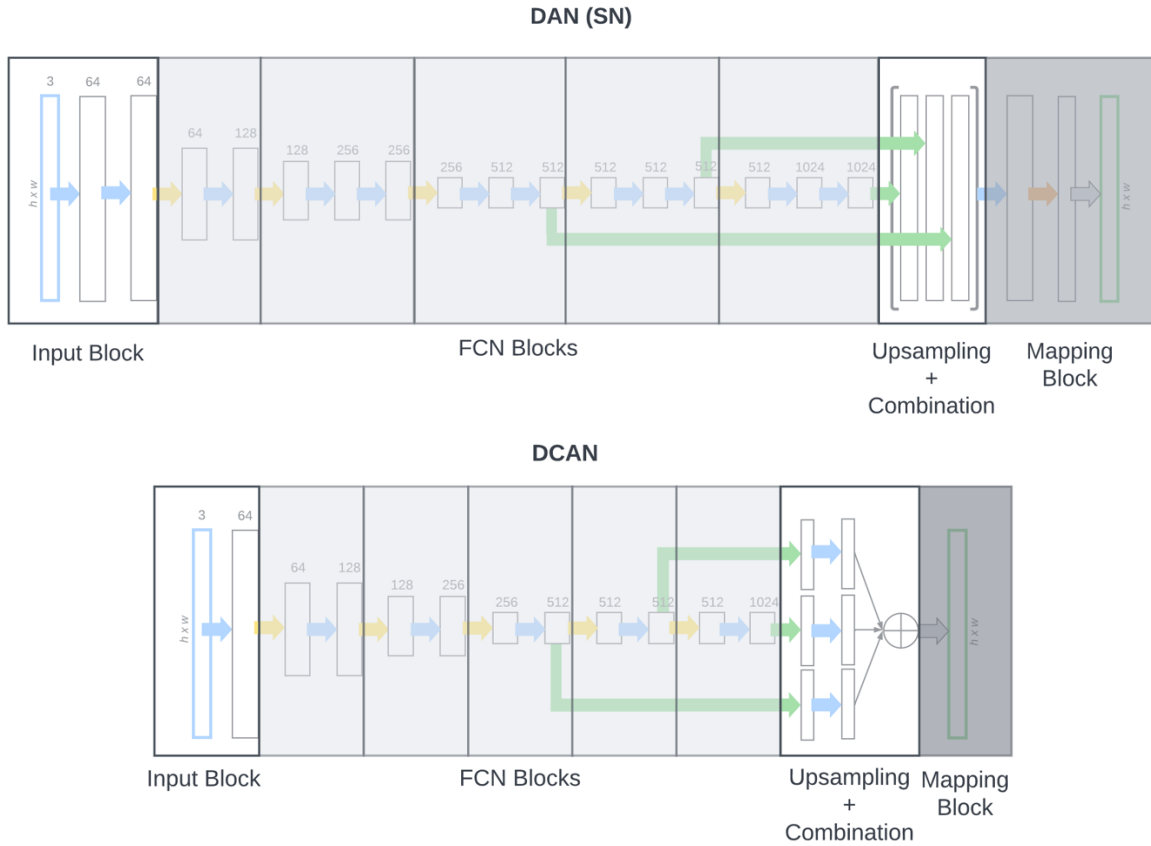 DAN (SN)
3 64 64
64 128
128 256 256
256 512 512
512 512 512
512 1024 1024
h x w
h x w
Input Block
FCN Blocks
Upsampling
+
Combination
Mapping
Block
DCAN
3 64
64 128
128 256
256 512
512 512
512 1024
h x w
h x w
Input Block
FCN Blocks
Upsampling
+
Combination
Mapping
Block